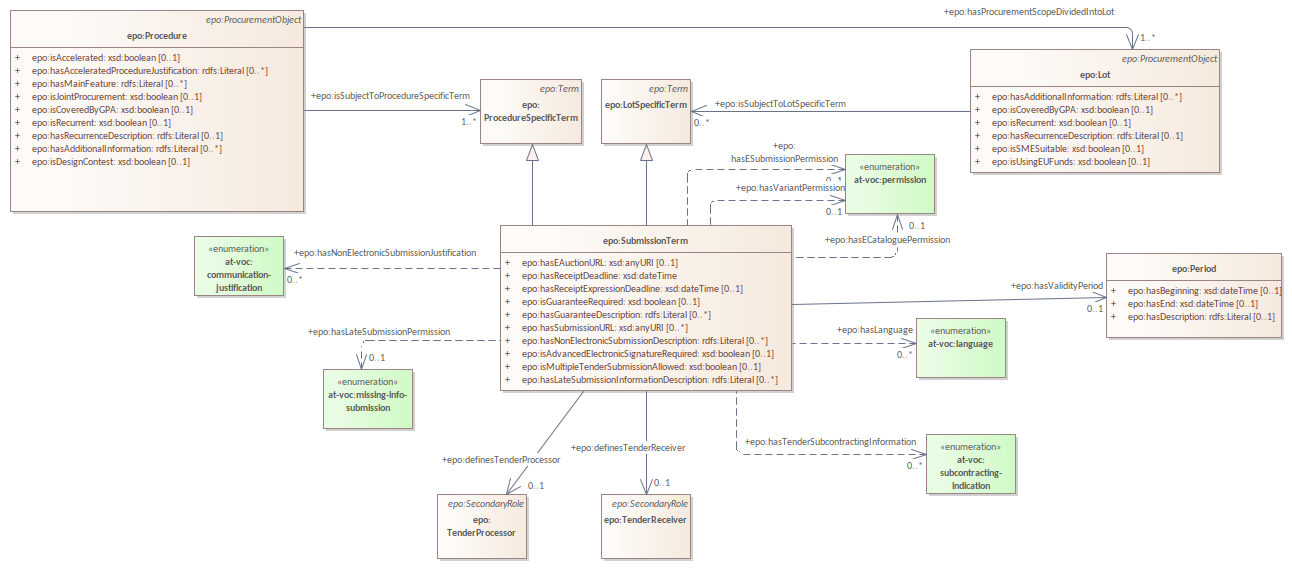 epo:ProcurementObject
epo:Procedure
+ epo:isAccelerated: xsd:boolean [0..1]
+ epo:hasAcceleratedProcedureJustification: rdfs:Literal [0..*]
+ epo:hasMainFeature: rdfs:Literal [0..*]
+ epo:isJointProcurement: xsd:boolean [0..1]
+ epo:isCoveredByGPA: xsd:boolean [0..1]
+ epo:isRecurrent: xsd:boolean [0..1]
+ epo:hasRecurrenceDescription: rdfs:Literal [0..1]
+ epo:hasAdditionalInformation: rdfs:Literal [0..*]
+ epo:isDesignContest: xsd:boolean [0..1]
+epo:hasProcurementScopeDividedIntoLot
1..*
epo:ProcurementObject
epo:Lot
+ epo:hasAdditionalInformation: rdfs:Literal [0..*]
+ epo:isCoveredByGPA: xsd:boolean [0..1]
+ epo:isRecurrent: xsd:boolean [0..1]
+ epo:hasRecurrenceDescription: rdfs:Literal [0..1]
+ epo:isSMESuitable: xsd:boolean [0..1]
+ epo:isUsingEUFunds: xsd:boolean [0..1]
+epo:isSubjectToProcedureSpecificTerm
1..*
epo:Term
epo:
ProcedureSpecificTerm
epo:Term
epo:LotSpecificTerm
+epo:isSubjectToLotSpecificTerm
0..*
+epo:
hasESubmissionPermission
0..1
+epo:hasVariantPermission
0..1
«enumeration»
at-voc:permission
0..1
+epo:hasECataloguePermission
epo:SubmissionTerm
+ epo:hasEAuctionURL: xsd:anyURI [0..1]
+ epo:hasReceiptDeadline: xsd:dateTime
+ epo:hasReceiptExpressionDeadline: xsd:dateTime [0..1]
+ epo:isGuaranteeRequired: xsd:boolean [0..1]
+ epo:hasGuaranteeDescription: rdfs:Literal [0..*]
+ epo:hasSubmissionURL: xsd:anyURI [0..*]
+ epo:hasNonElectronicSubmissionDescription: rdfs:Literal [0..*]
+ epo:isAdvancedElectronicSignatureRequired: xsd:boolean [0..1]
+ epo:isMultipleTenderSubmissionAllowed: xsd:boolean [0..1]
+ epo:hasLateSubmissionInformationDescription: rdfs:Literal [0..*]
«enumeration»
at-voc:
communication-
justification
+epo:hasNonElectronicSubmissionJustification
0..*
+epo:hasValidityPeriod
0..1
epo:Period
+ epo:hasBeginning: xsd:dateTime [0..1]
+ epo:hasEnd: xsd:dateTime [0..1]
+ epo:hasDescription: rdfs:Literal [0..1]
+epo:hasLateSubmissionPermission
0..1
«enumeration»
at-voc:missing-info-
submission
+epo:hasLanguage
0..*
«enumeration»
at-voc:language
+epo:definesTenderProcessor
0..1
+epo:definesTenderReceiver
0..1
+epo:hasTenderSubcontractingInformation
0..*
«enumeration»
at-voc:
subcontracting-
indication
epo:SecondaryRole
epo:
TenderProcessor
epo:SecondaryRole
epo:TenderReceiver